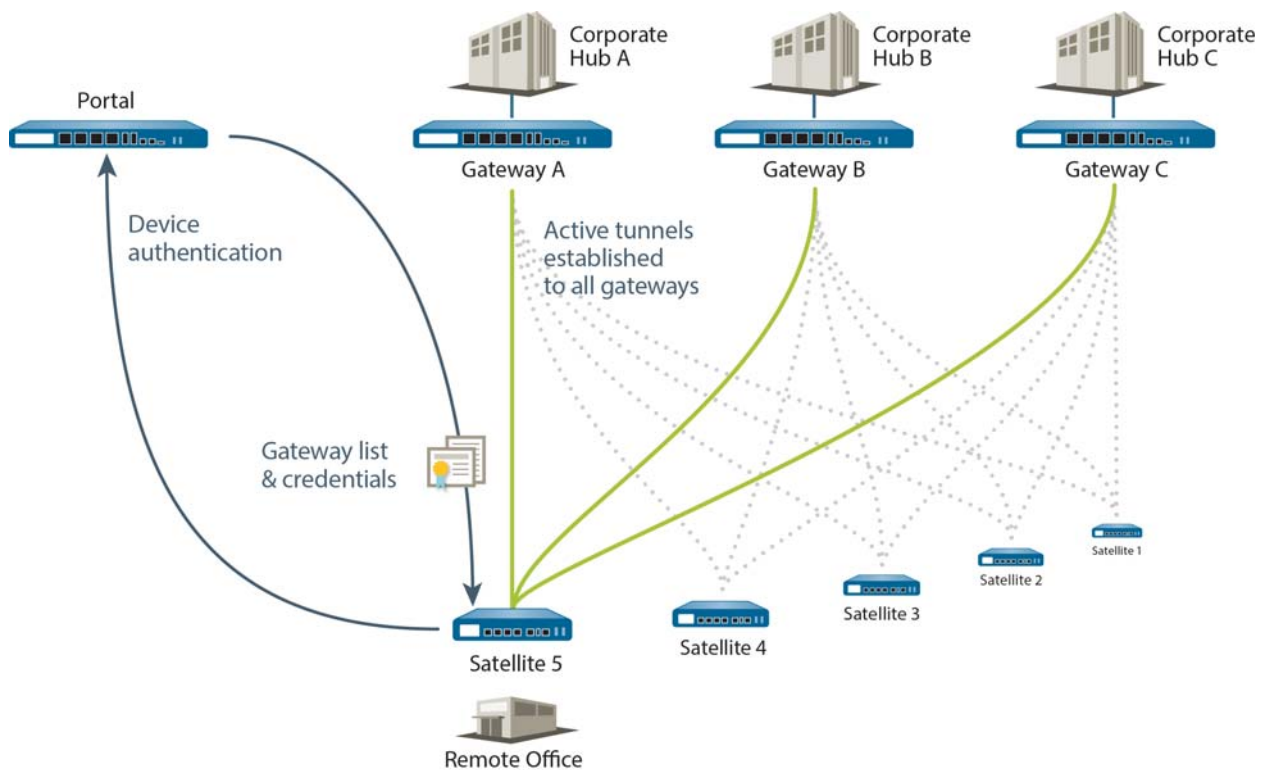 Corporate
Hub A
Corporate
Hub B
Corporate
Hub C
Portal
Gateway A
Gateway B
Gateway C
Device
authentication
Active tunnels
established
to all gateways
Gateway list
& credentials
Satellite 1
Satellite 2
Satellite 3
Satellite 4
Satellite 5
Remote Office